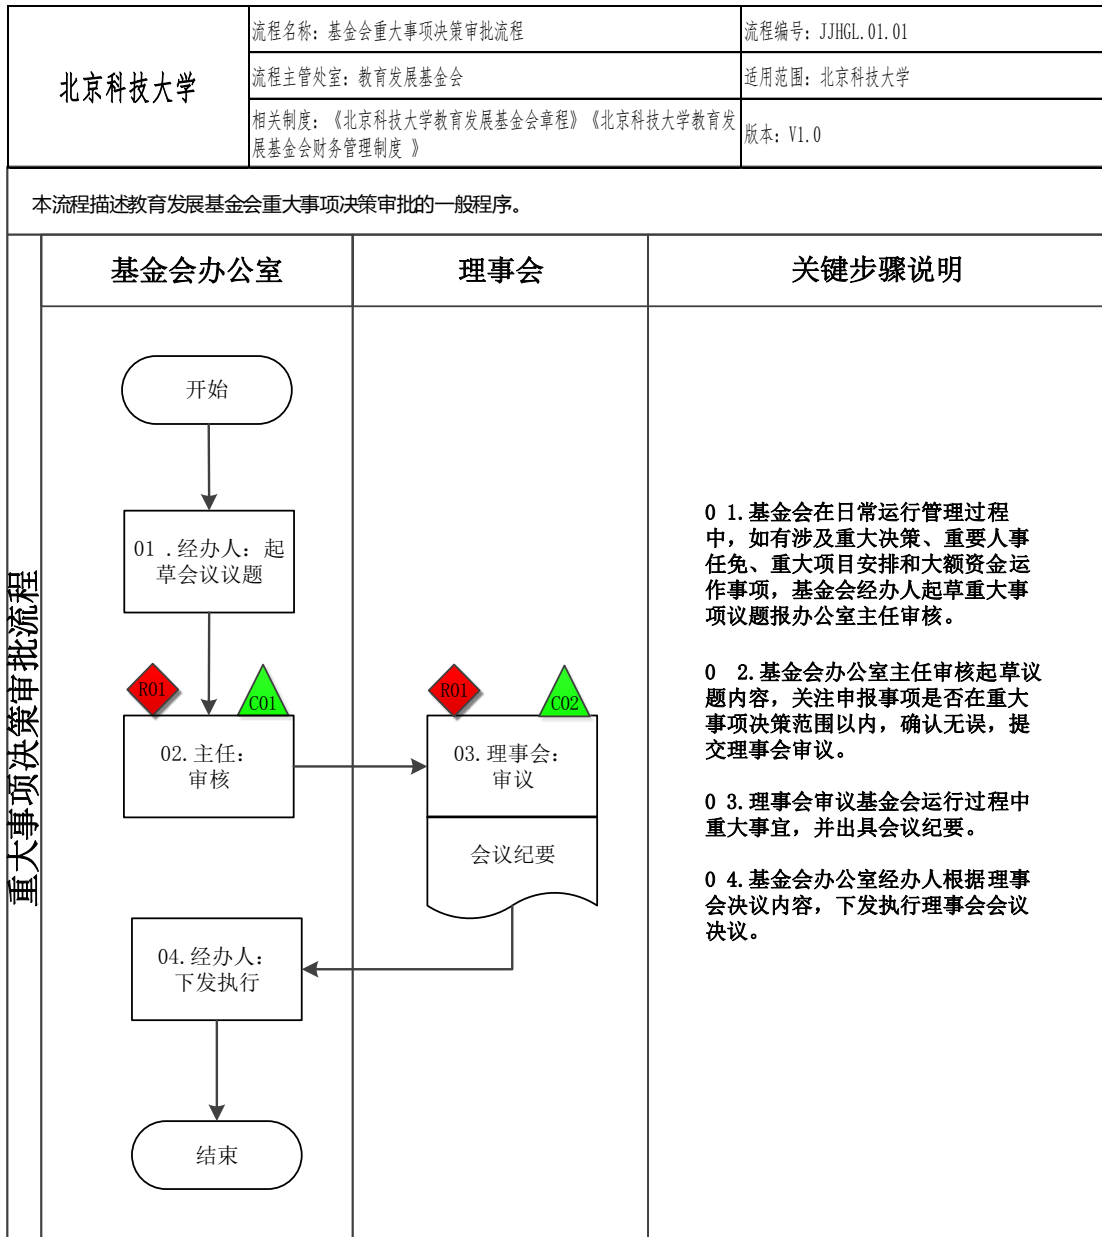 北京科技大学
流程名称：基金会重大事项决策审批流程
流程编号：JJHGL.01.01
流程主管处室：教育发展基金会
适用范围：北京科技大学
相关制度：《北京科技大学教育发展基金会章程》《北京科技大学教育发
展基金会财务管理制度 》
版本：V1.0
本流程描述教育发展基金会重大事项决策审批的一般程序。
重大事项决策审批流程
基金会办公室
理事会
关键步骤说明
开始
01 .经办人：起
草会议议题
R01
C01
02.主任：
审核
R01
C02
03.理事会：
审议
会议纪要
04.经办人：
下发执行
结束
0 1.基金会在日常运行管理过程
中，如有涉及重大决策、重要人事
任免、重大项目安排和大额资金运
作事项，基金会经办人起草重大事
项议题报办公室主任审核。
0 2.基金会办公室主任审核起草议
题内容，关注申报事项是否在重大
事项决策范围以内，确认无误，提
交理事会审议。
0 3.理事会审议基金会运行过程中
重大事宜，并出具会议纪要。
0 4.基金会办公室经办人根据理事
会决议内容，下发执行理事会会议
决议。